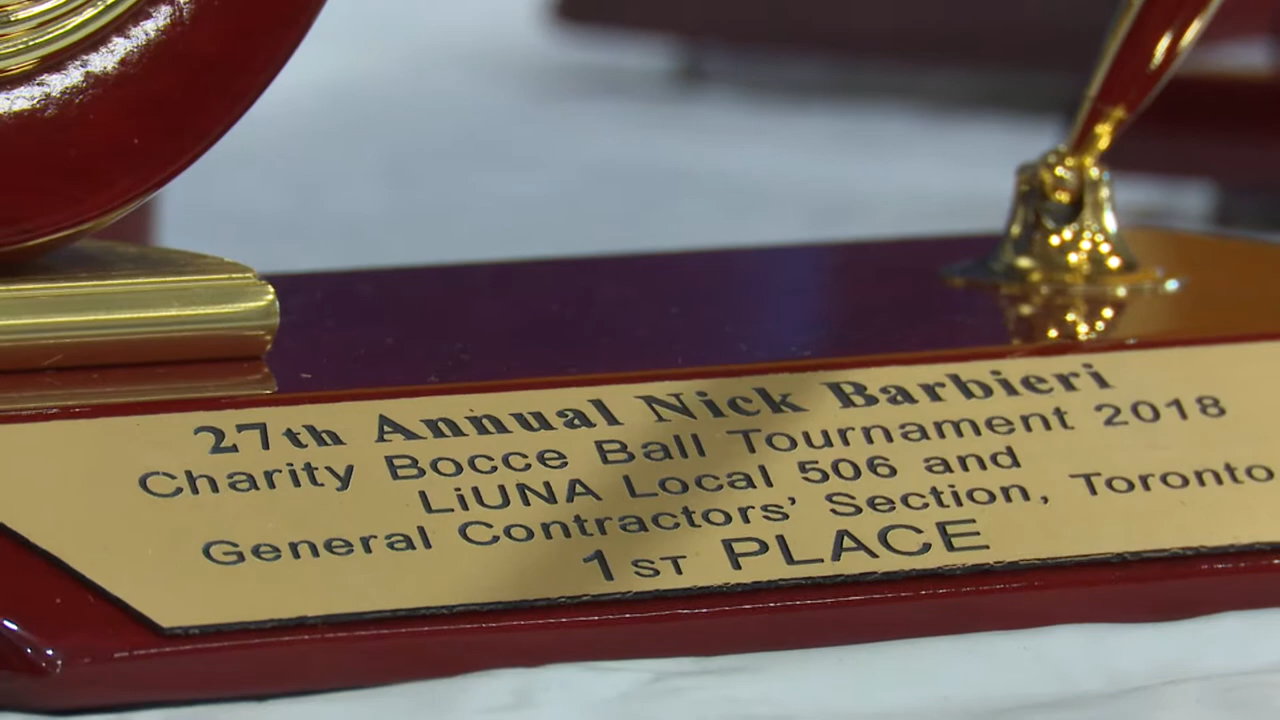 27th Annual Nick Barbieri
Charity Bocce Ball Tournament 2018
LiUNA Local 506 and
General Contractors' Section, Toronto
1ST PLACE